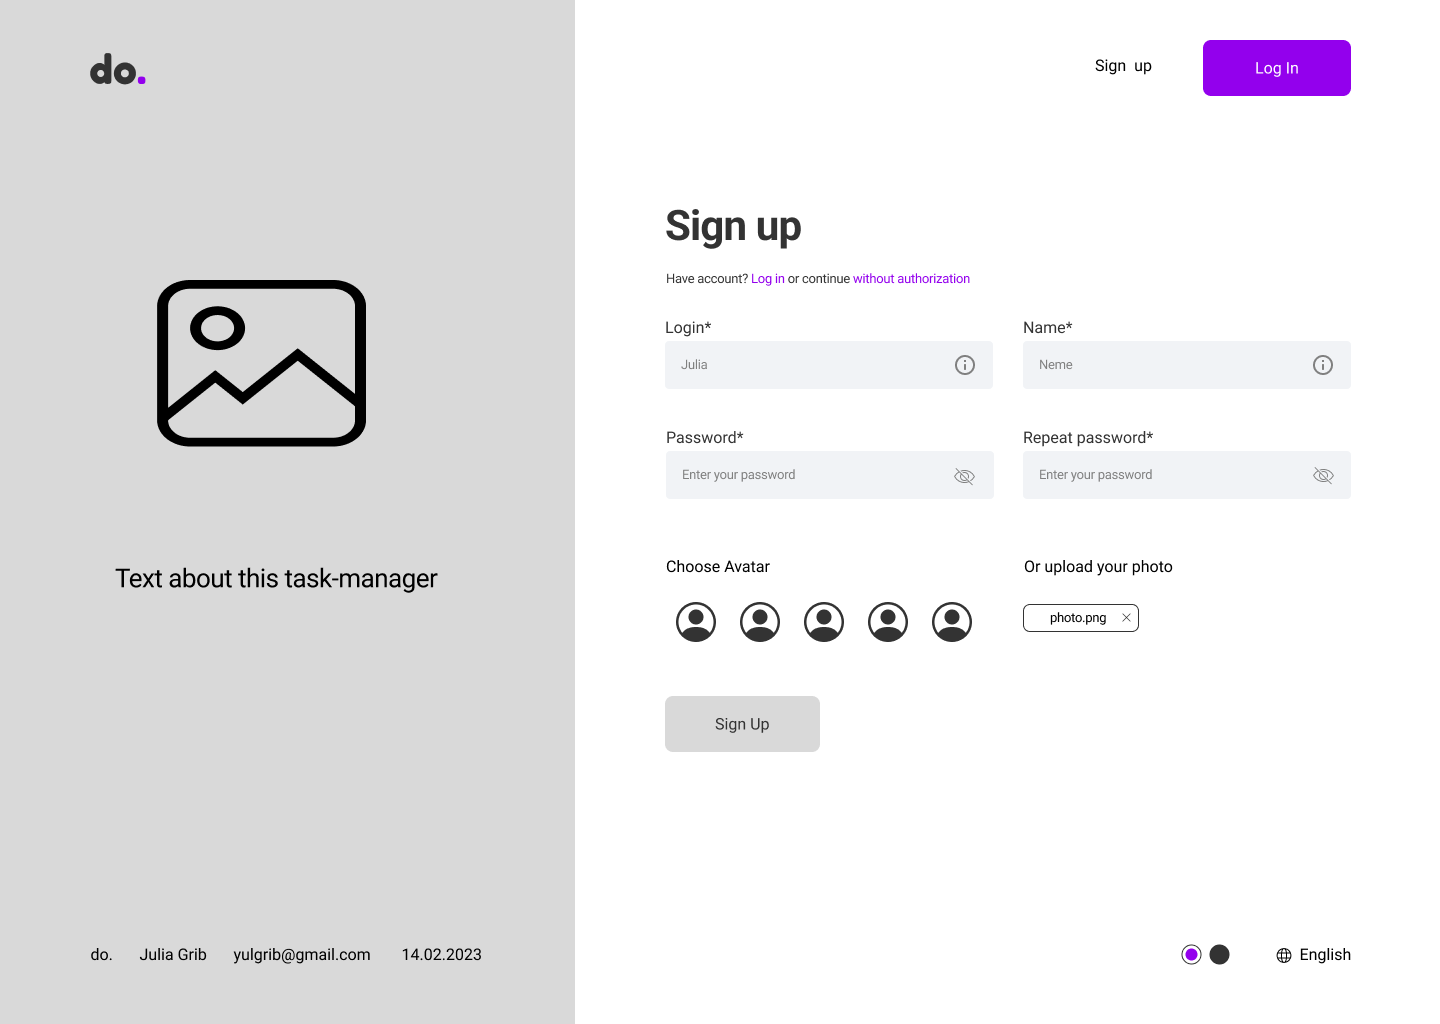 do.
Sign up
Log In
Sign up
Have account? Log in or continue without authorization
Login*
Name*
Julia
Neme
Password*
Repeat password*
Enter your password
Enter your password
Text about this task-manager
Choose Avatar
Or upload your photo
photo.png
Sign Up
do. Julia Grib yulgrib@gmail.com 14.02.2023
English